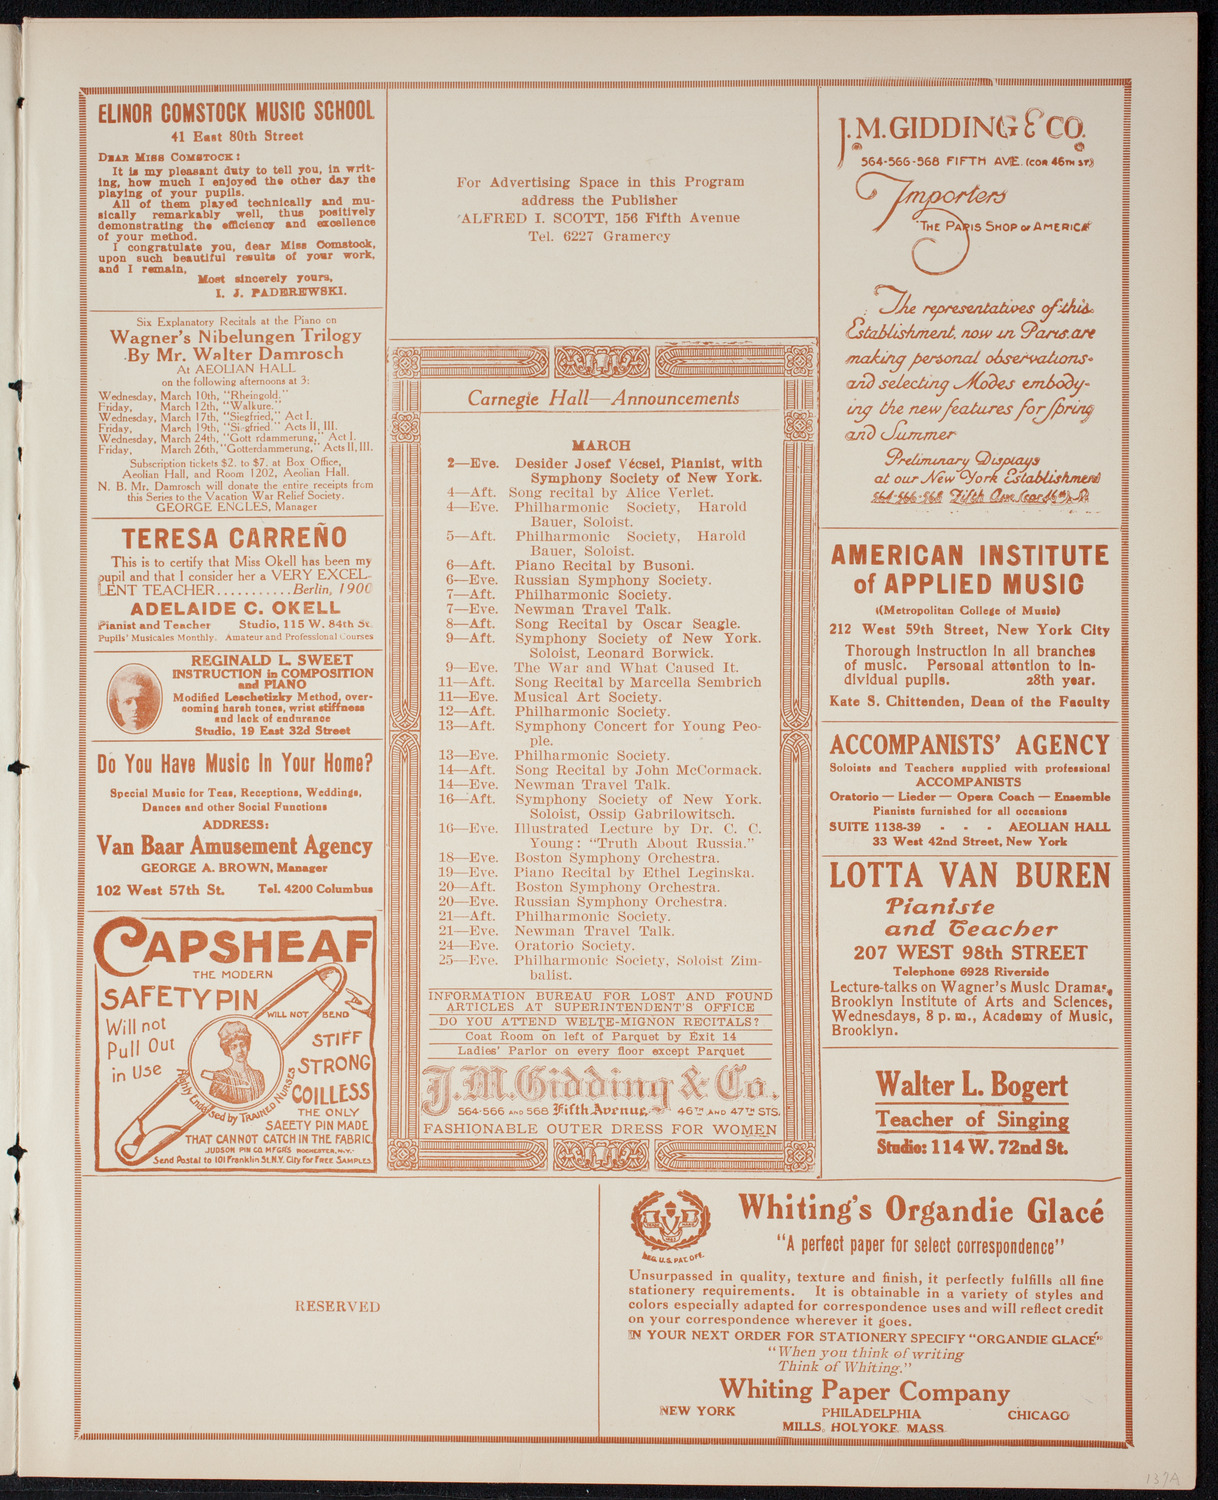 ELINOR COMSTOCK MUSIC SCHOOL
41 East 80th Street
DEAR MISS COMSTOCK:
It is my pleasant duty to tell you, in writ-
ing, how much I enjoyed the other day the
playing of your pupils.
All of them played technically and mu-
sically remarkably well, thus positively
demonstrating the efficiency and excellence
of your method.
I congratulate you, dear Miss Comstock,
upon such beautiful results of your work,
and I remain,
Most sincerely yours,
I. J. PADEREWSKI.
Six Explanatory Recitals at the Piano on
Wagner's Nibelungen Trilogy
By Mr. Walter Damrosch
At AEOLIAN HALL
on the following afternoons at 3:
Wednesday, March 10th, "Rheingold."
Friday, March 12th, "Walkure."
Wednesday, March 17th, "Siegfried," Act I.
Friday, March 19th, "Si gfried" Acts II, III.
Wednesday, March 24th, "Gott rdammerung," Act I.
Friday, March 26th, "Gotterdammerung," Acts II, III.
Subscription tickets $2. to $7. at Box Office,
Aeolian Hall, and Room 1202, Aeolian Hall.
N. B. Mr. Damrosch will donate the entire receipts from
this Series to the Vacation War Relief Society.
GEORGE ENGLES, Manager
TERESA CARREÑO
This is to certify that Miss Okell has been my
pupil and that I consider her a VERY EXCEL-
LENT TEACHER...........Berlin, 1900
ADELAIDE C. OKELL
Pianist and Teacher Studio, 115 W. 84th St.
Pupils' Musicales Monthly. Amateur and Professional Courses
REGINALD L. SWEET
INSTRUCTION in COMPOSITION
and PIANO
Modified Leschetizky Method, over-
coming harsh tones, wrist stiffness
and lack of endurance
Studio, 19 East 32d Street
Do You Have Music In Your Home?
Special Music for Teas, Receptions, Weddings,
Dances and other Social Functions
ADDRESS:
Van Baar Amusement Agency
GEORGE A. BROWN, Manager
102 West 57th St. Tel. 4200 Columbus
CAPSHEAF
THE MODERN
SAFETY PIN
WILL NOT BEND
Will not
Pull Out
in Use
STIFF
STRONG
COILLESS
Highly Endorsed by TRAINED NURSES
THE ONLY
SAFETY PIN MADE
THAT CANNOT CATCH IN THE FABRIC.
JUDSON PIN CO. MFGRS ROCHESTER, N.Y.
Send Postal to 101 Franklin St. N.Y. City For FREE SAMPLES
For Advertising Space in this Program
address the Publisher
ALFRED I. SCOTT, 156 Fifth Avenue
Tel. 6227 Gramercy
Carnegie Hall—Announcements
MARCH
2—Eve. Desider Josef Vécsei, Pianist, with
Symphony Society of New York.
4—Aft. Song recital by Alice Verlet.
4—Eve. Philharmonic Society, Harold
Bauer, Soloist.
5—Aft. Philharmonic Society, Harold
Bauer, Soloist.
6—Aft. Piano Recital by Busoni.
6—Eve. Russian Symphony Society.
7—Aft. Philharmonic Society.
7—Eve. Newman Travel Talk.
8—Aft. Song Recital by Oscar Seagle.
9—Aft. Symphony Society of New York.
Soloist, Leonard Borwick.
9—Eve. The War and What Caused It.
11—Aft. Song Recital by Marcella Sembrich
11—Eve. Musical Art Society.
12—Aft. Philharmonic Society.
13—Aft. Symphony Concert for Young Peo-
ple.
13—Eve. Philharmonic Society.
14—Aft. Song Recital by John McCormack.
14—Eve. Newman Travel Talk.
16—Aft. Symphony Society of New York.
Soloist, Ossip Gabrilowitsch.
16—Eve. Illustrated Lecture by Dr. C. C.
Young: "Truth About Russia."
18—Eve. Boston Symphony Orchestra.
19—Eve. Piano Recital by Ethel Leginska.
20—Aft. Boston Symphony Orchestra.
20—Eve. Russian Symphony Orchestra.
21—Aft. Philharmonic Society.
21—Eve. Newman Travel Talk.
24—Eve. Oratorio Society.
25—Eve. Philharmonic Society, Soloist Zim-
balist.
INFORMATION BUREAU FOR LOST AND FOUND
ARTICLES AT SUPERINTENDENT'S OFFICE
DO YOU ATTEND WELTE-MIGNON RECITALS?
Coat Room on left of Parquet by Exit 14
Ladies' Parlor on every floor except Parquet
J.M.Gidding & Co.
564-566 AND 568 Fifth Avenue 46TH AND 47TH STS.
FASHIONABLE OUTER DRESS FOR WOMEN
J.M. GIDDING & CO.
564-566-568 FIFTH AVE. (COR 46TH ST)
Importers
"THE PARIS SHOP OF AMERICA"
The representatives of this
Establishment, now in Paris, are
making personal observations
and selecting Modes embody-
ing the new features for Spring
and Summer
Preliminary Displays
at our New York Establishment
564-566-568 Fifth Ave (cor 46th St)
AMERICAN INSTITUTE
of APPLIED MUSIC
(Metropolitan College of Music)
212 West 59th Street, New York City
Thorough instruction in all branches
of music. Personal attention to in-
dividual pupils. 28th year.
Kate S. Chittenden, Dean of the Faculty
ACCOMPANISTS' AGENCY
Soloists and Teachers supplied with professional
ACCOMPANISTS
Oratorio — Lieder — Opera Coach — Ensemble
Pianists furnished for all occasions
SUITE 1138-39 - - - AEOLIAN HALL
33 West 42nd Street, New York
LOTTA VAN BUREN
Pianiste
and Teacher
207 WEST 98th STREET
Telephone 6928 Riverside
Lecture-talks on Wagner's Music Dramas,
Brooklyn Institute of Arts and Sciences,
Wednesdays, 8 p. m., Academy of Music,
Brooklyn.
Walter L. Bogert
Teacher of Singing
Studio: 114 W. 72nd St.
RESERVED
REG. U.S. PAT. OFF.
Whiting's Organdie Glacé
"A perfect paper for select correspondence"
Unsurpassed in quality, texture and finish, it perfectly fulfills all fine
stationery requirements. It is obtainable in a variety of styles and
colors especially adapted for correspondence uses and will reflect credit
on your correspondence wherever it goes.
IN YOUR NEXT ORDER FOR STATIONERY SPECIFY "ORGANDIE GLACÉ"
"When you think of writing
Think of Whiting."
Whiting Paper Company
NEW YORK PHILADELPHIA CHICAGO
MILLS, HOLYOKE, MASS.
137A